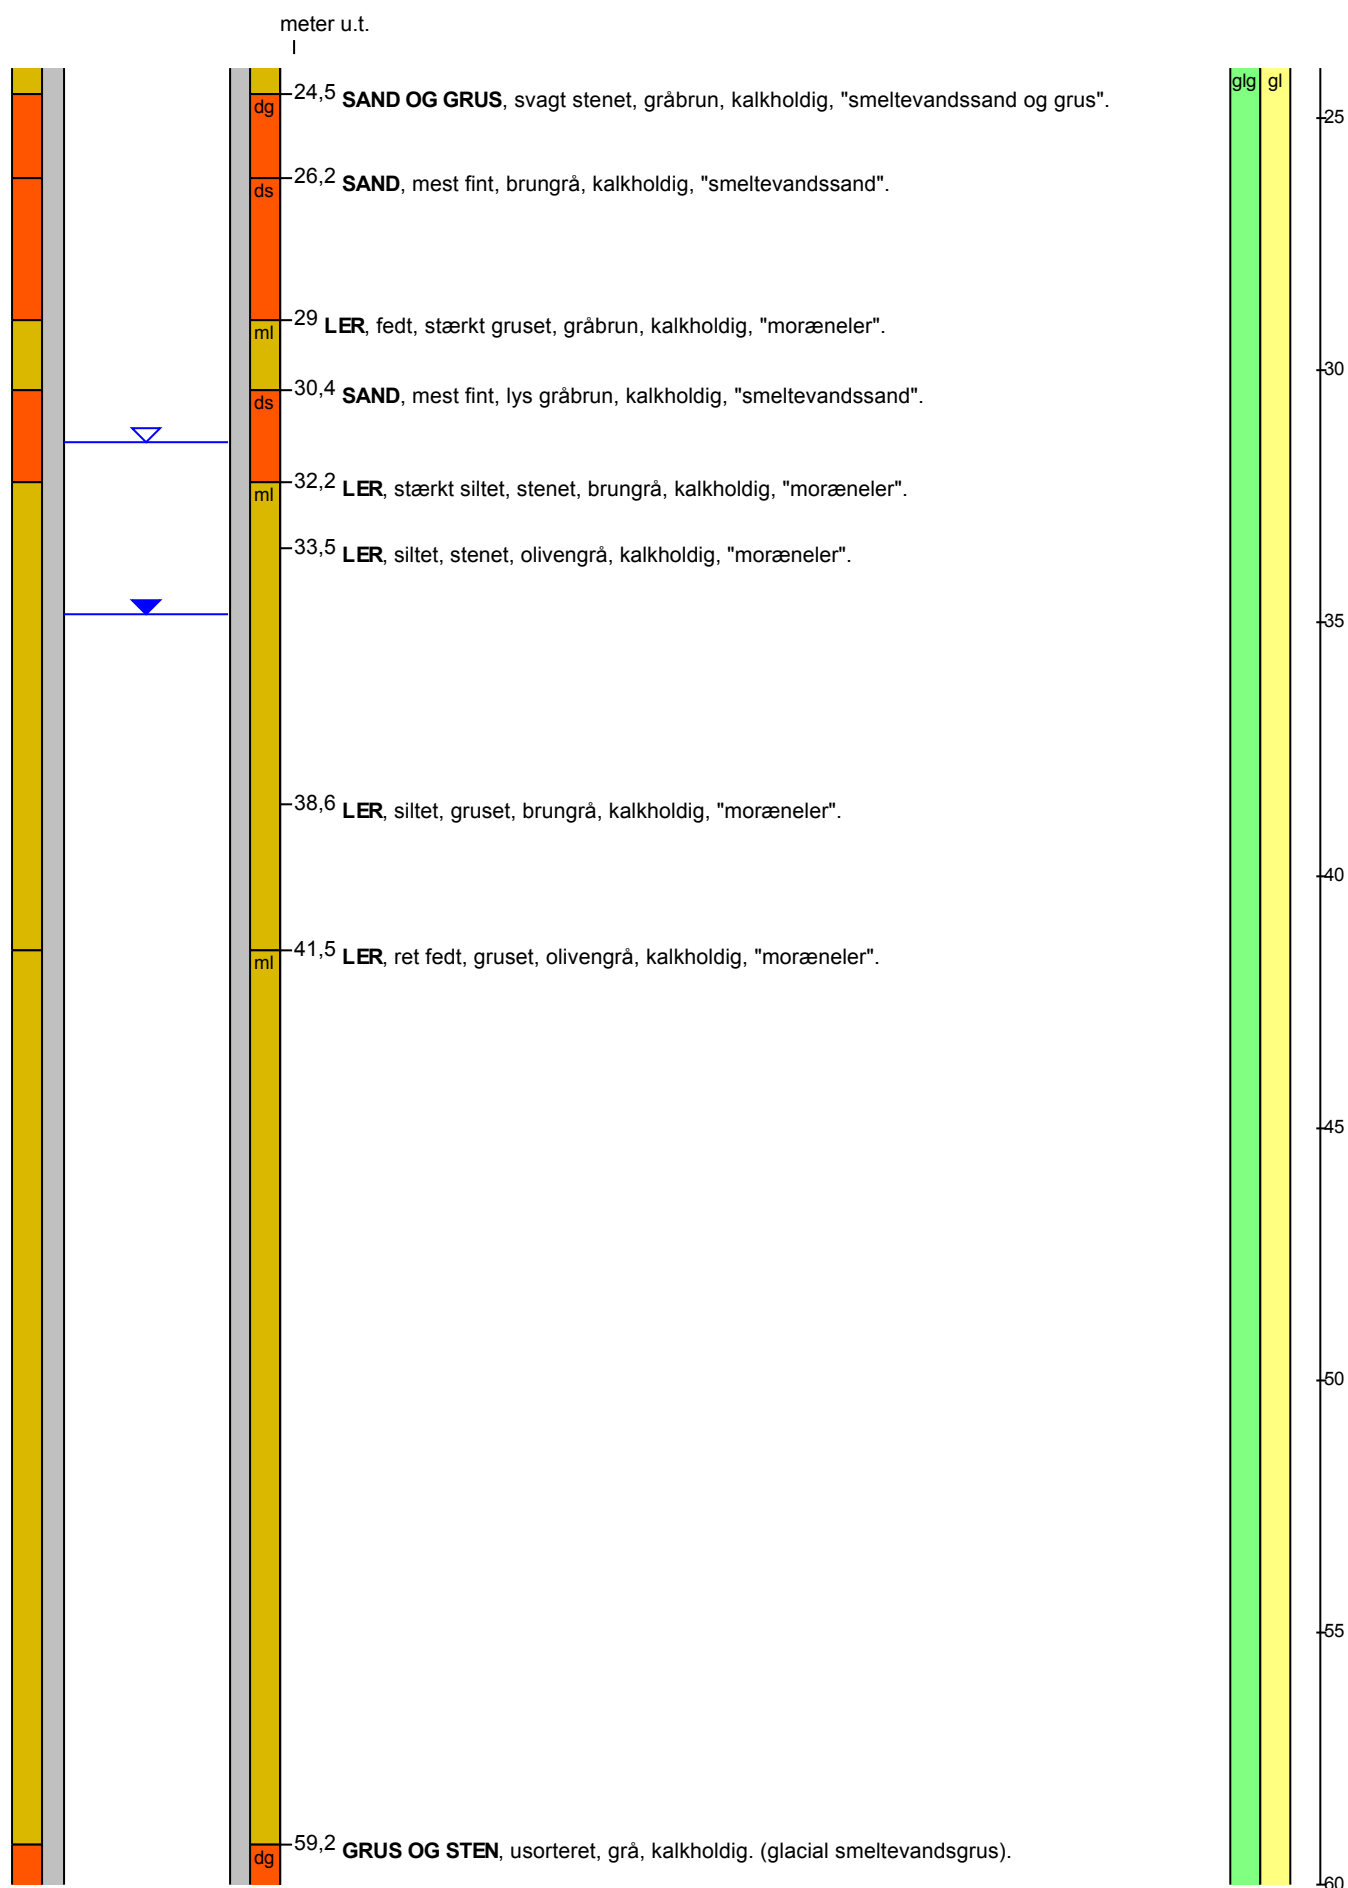 meter u.t.
glg gl
24,5 SAND OG GRUS, svagt stenet, gråbrun, kalkholdig, "smeltevandssand og grus".
dg
25
26,2 SAND, mest fint, brungrå, kalkholdig, "smeltevandssand".
ds
29 LER, fedt, stærkt gruset, gråbrun, kalkholdig, "moræneler".
ml
30
30,4 SAND, mest fint, lys gråbrun, kalkholdig, "smeltevandssand".
ds
32,2 LER, stærkt siltet, stenet, brungrå, kalkholdig, "moræneler".
ml
33,5 LER, siltet, stenet, olivengrå, kalkholdig, "moræneler".
35
38,6 LER, siltet, gruset, brungrå, kalkholdig, "moræneler".
40
41,5 LER, ret fedt, gruset, olivengrå, kalkholdig, "moræneler".
ml
45
50
55
59,2 GRUS OG STEN, usorteret, grå, kalkholdig. (glacial smeltevandsgrus).
dg
60